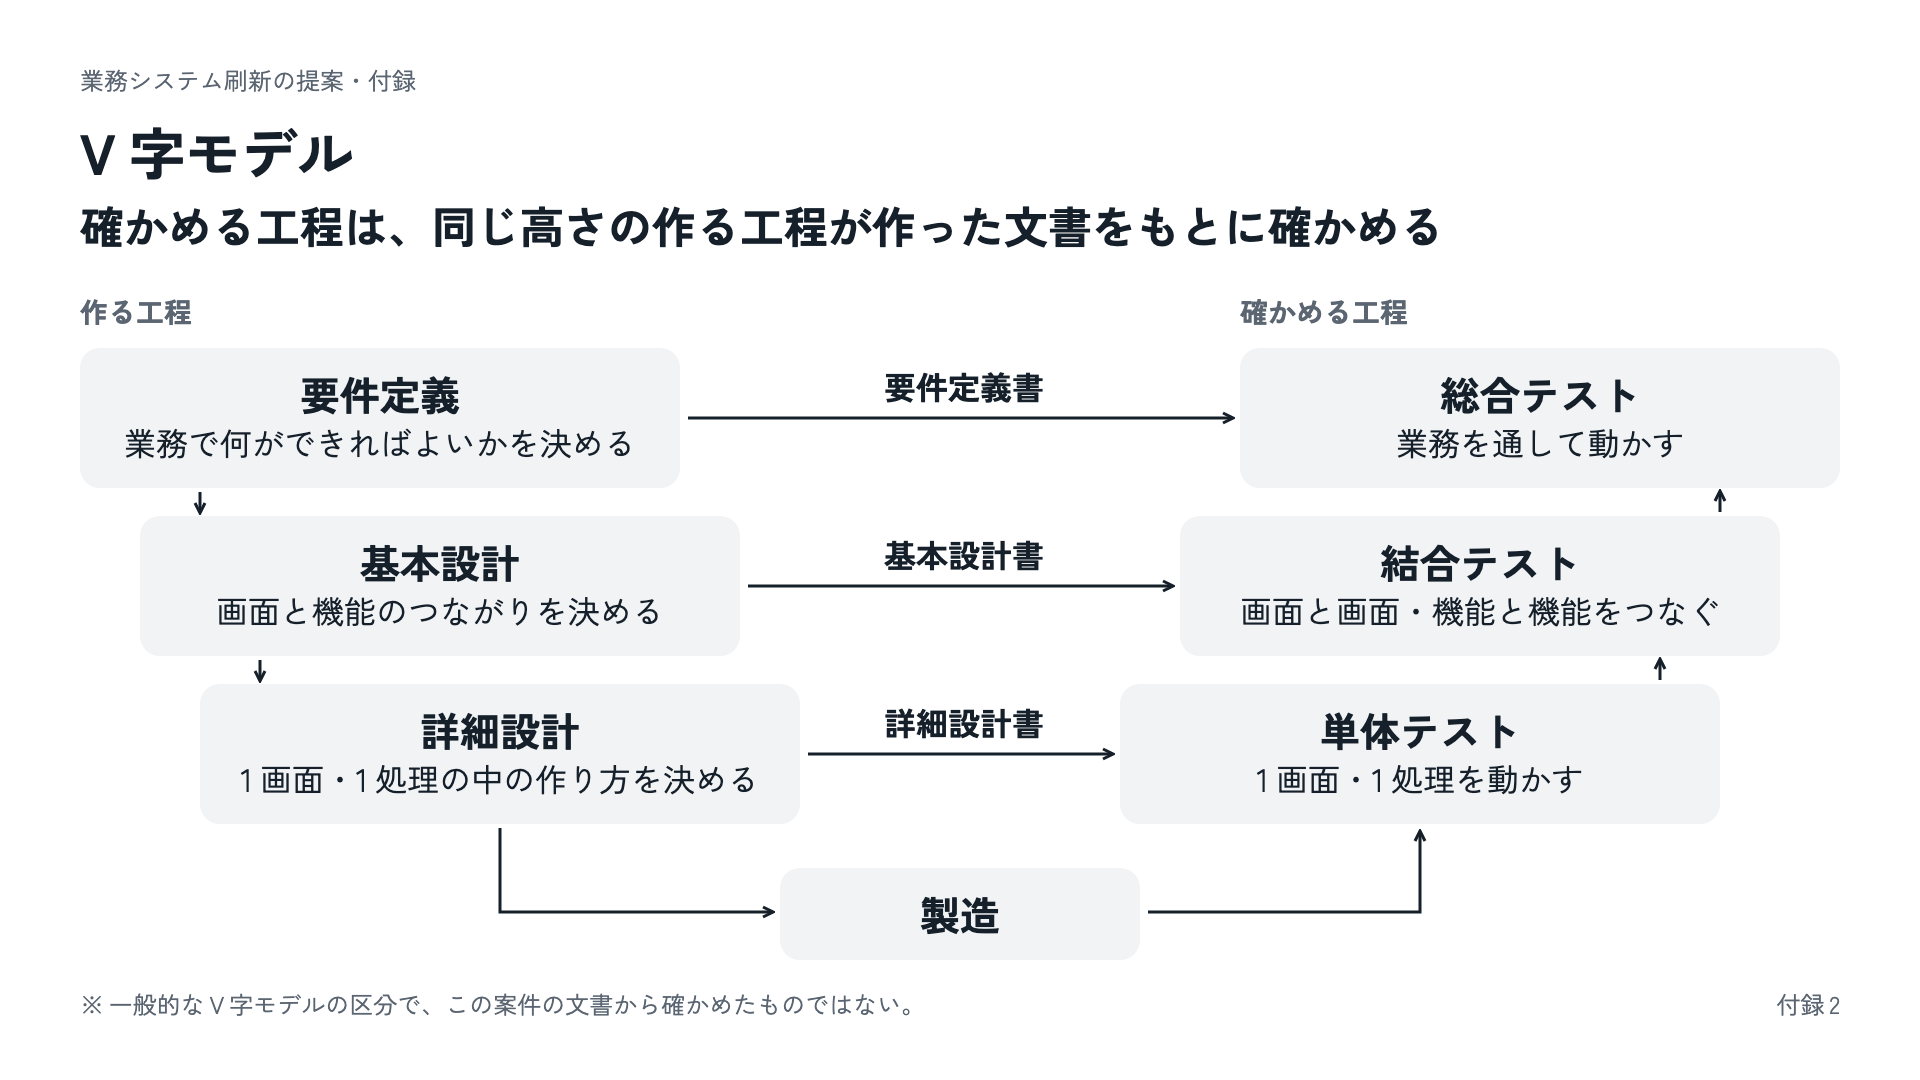 業務システム刷新の提案・付録
V 字モデル
確かめる工程は、同じ高さの作る工程が作った文書をもとに確かめる
作る工程
確かめる工程
要件定義
業務で何ができればよいかを決める
要件定義書
総合テスト
業務を通して動かす
基本設計
画面と機能のつながりを決める
基本設計書
結合テスト
画面と画面・機能と機能をつなぐ
詳細設計
1 画面・1 処理の中の作り方を決める
詳細設計書
単体テスト
1 画面・1 処理を動かす
製造
※ 一般的な V 字モデルの区分で、この案件の文書から確かめたものではない。
付録 2